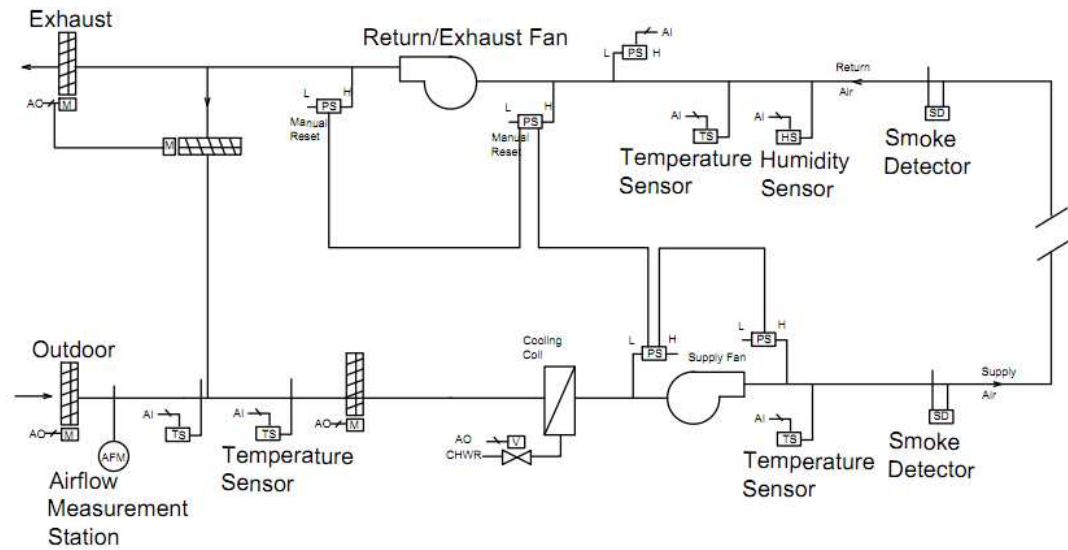 Exhaust
Return/Exhaust Fan
AI
L PS H
AO M
L H
PS
Manual
Reset
L H
PS
Manual
Reset
Return
Air
AI
TS
AI
HS
SD
M
Temperature
Sensor
Humidity
Sensor
Smoke
Detector
Outdoor
Cooling
Coil
L H
PS
Supply Fan
L H
PS
Supply
Air
AO M
AI
TS
AI
TS
AO M
AO V
CHWR
AI
TS
SD
AFM
Airflow
Measurement
Station
Temperature
Sensor
Temperature
Sensor
Smoke
Detector